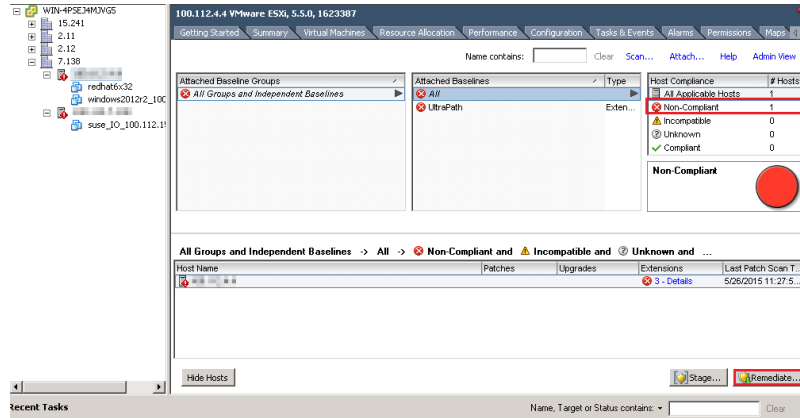 WIN-4PSEJ4MJVG5
15.241
2.11
2.12
7.138
redhat6x32
windows2012r2_100
suse_IO_100.112.15
100.112.4.4 VMware ESXi, 5.5.0, 1623387
Getting Started Summary Virtual Machines Resource Allocation Performance Configuration Tasks & Events Alarms Permissions Maps
Name contains: Clear Scan... Attach... Help Admin View
Attached Baseline Groups
All Groups and Independent Baselines
Attached Baselines Type
All
UltraPath Exten...
Host Compliance # Hosts
All Applicable Hosts 1
Non-Compliant 1
Incompatible 0
Unknown 0
Compliant 0
Non-Compliant
All Groups and Independent Baselines -> All -> Non-Compliant and Incompatible and Unknown and ...
Host Name Patches Upgrades Extensions Last Patch Scan T...
3 - Details 5/26/2015 11:27:5...
Hide Hosts Stage... Remediate...
Recent Tasks Name, Target or Status contains: Clear